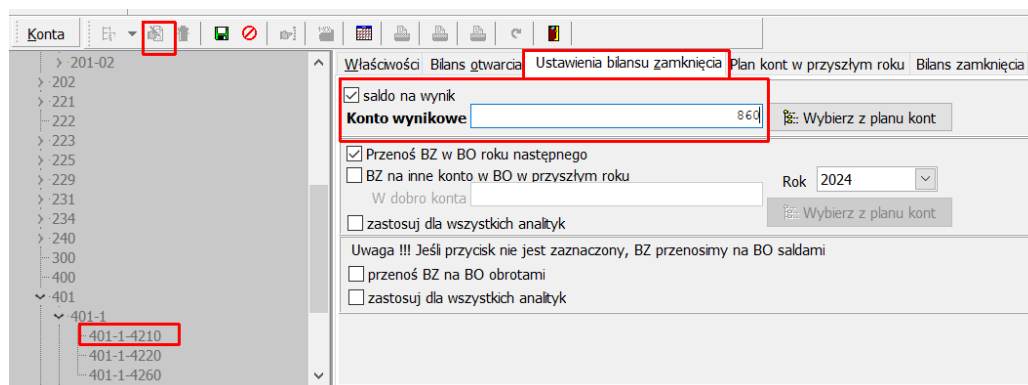 Konta
201-02
202
221
222
223
225
229
231
234
240
300
400
401
401-1
401-1-4210
401-1-4220
401-1-4260
Właściwości Bilans otwarcia Ustawienia bilansu zamknięcia Plan kont w przyszłym roku Bilans zamknięcia
saldo na wynik
Konto wynikowe 860 Wybierz z planu kont
Przenoś BZ w BO roku następnego
BZ na inne konto w BO w przyszłym roku
Rok 2024
W dobro konta
Wybierz z planu kont
zastosuj dla wszystkich analityk
Uwaga !!! Jeśli przycisk nie jest zaznaczony, BZ przenosimy na BO saldami
przenoś BZ na BO obrotami
zastosuj dla wszystkich analityk